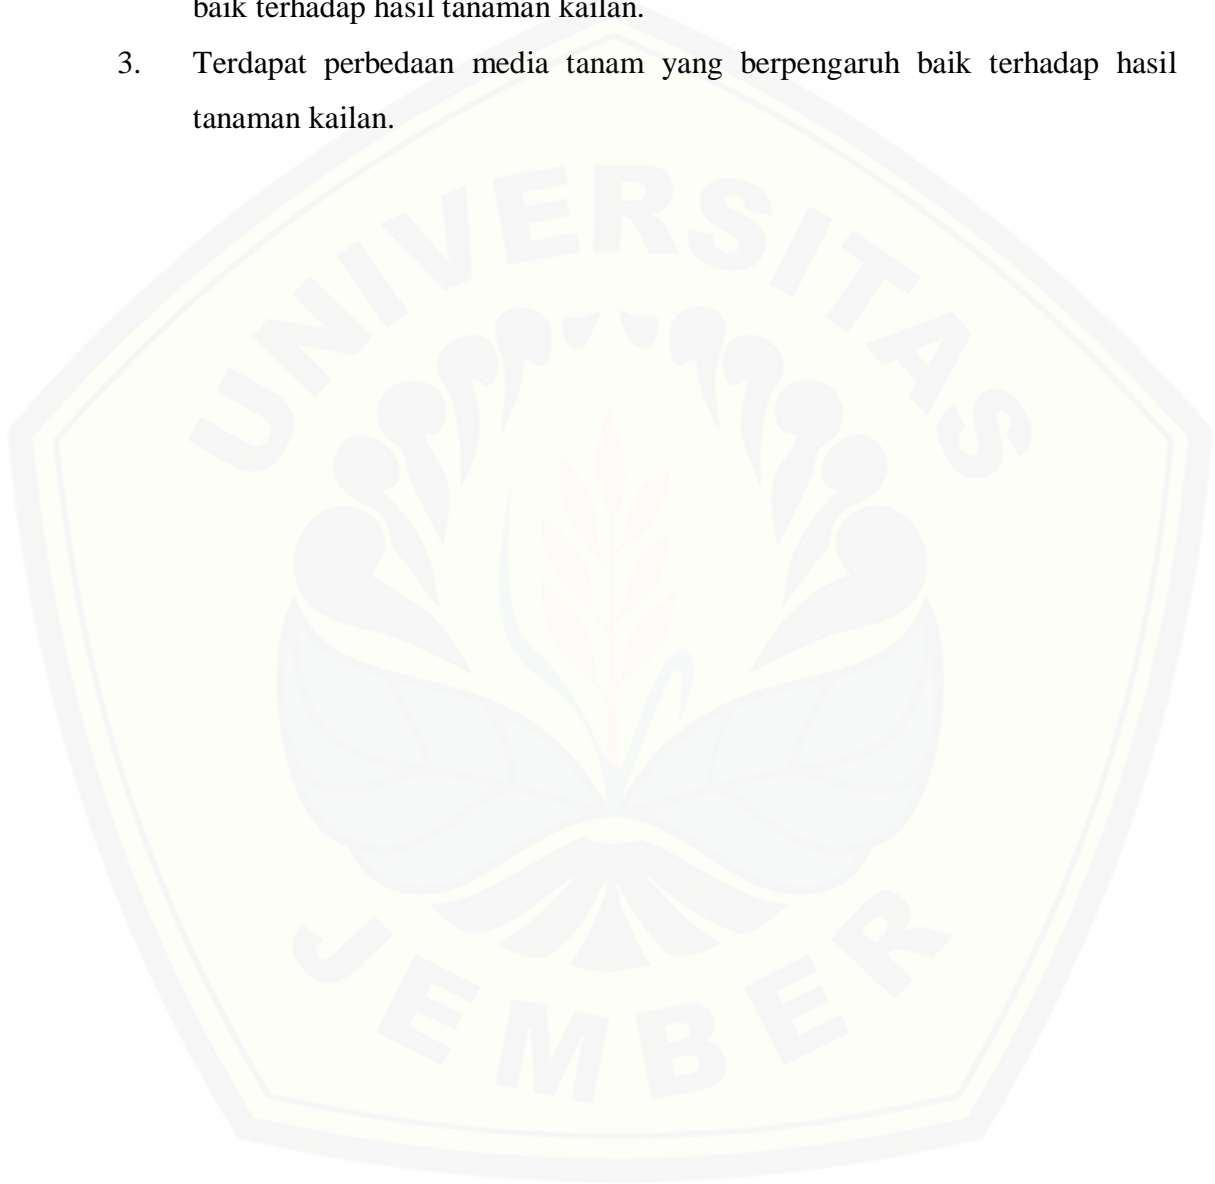 baik terhadap hasil tanaman kailan.
3. Terdapat perbedaan media tanam yang berpengaruh baik terhadap hasil
tanaman kailan.
UNIVERSITAS
JEMBER